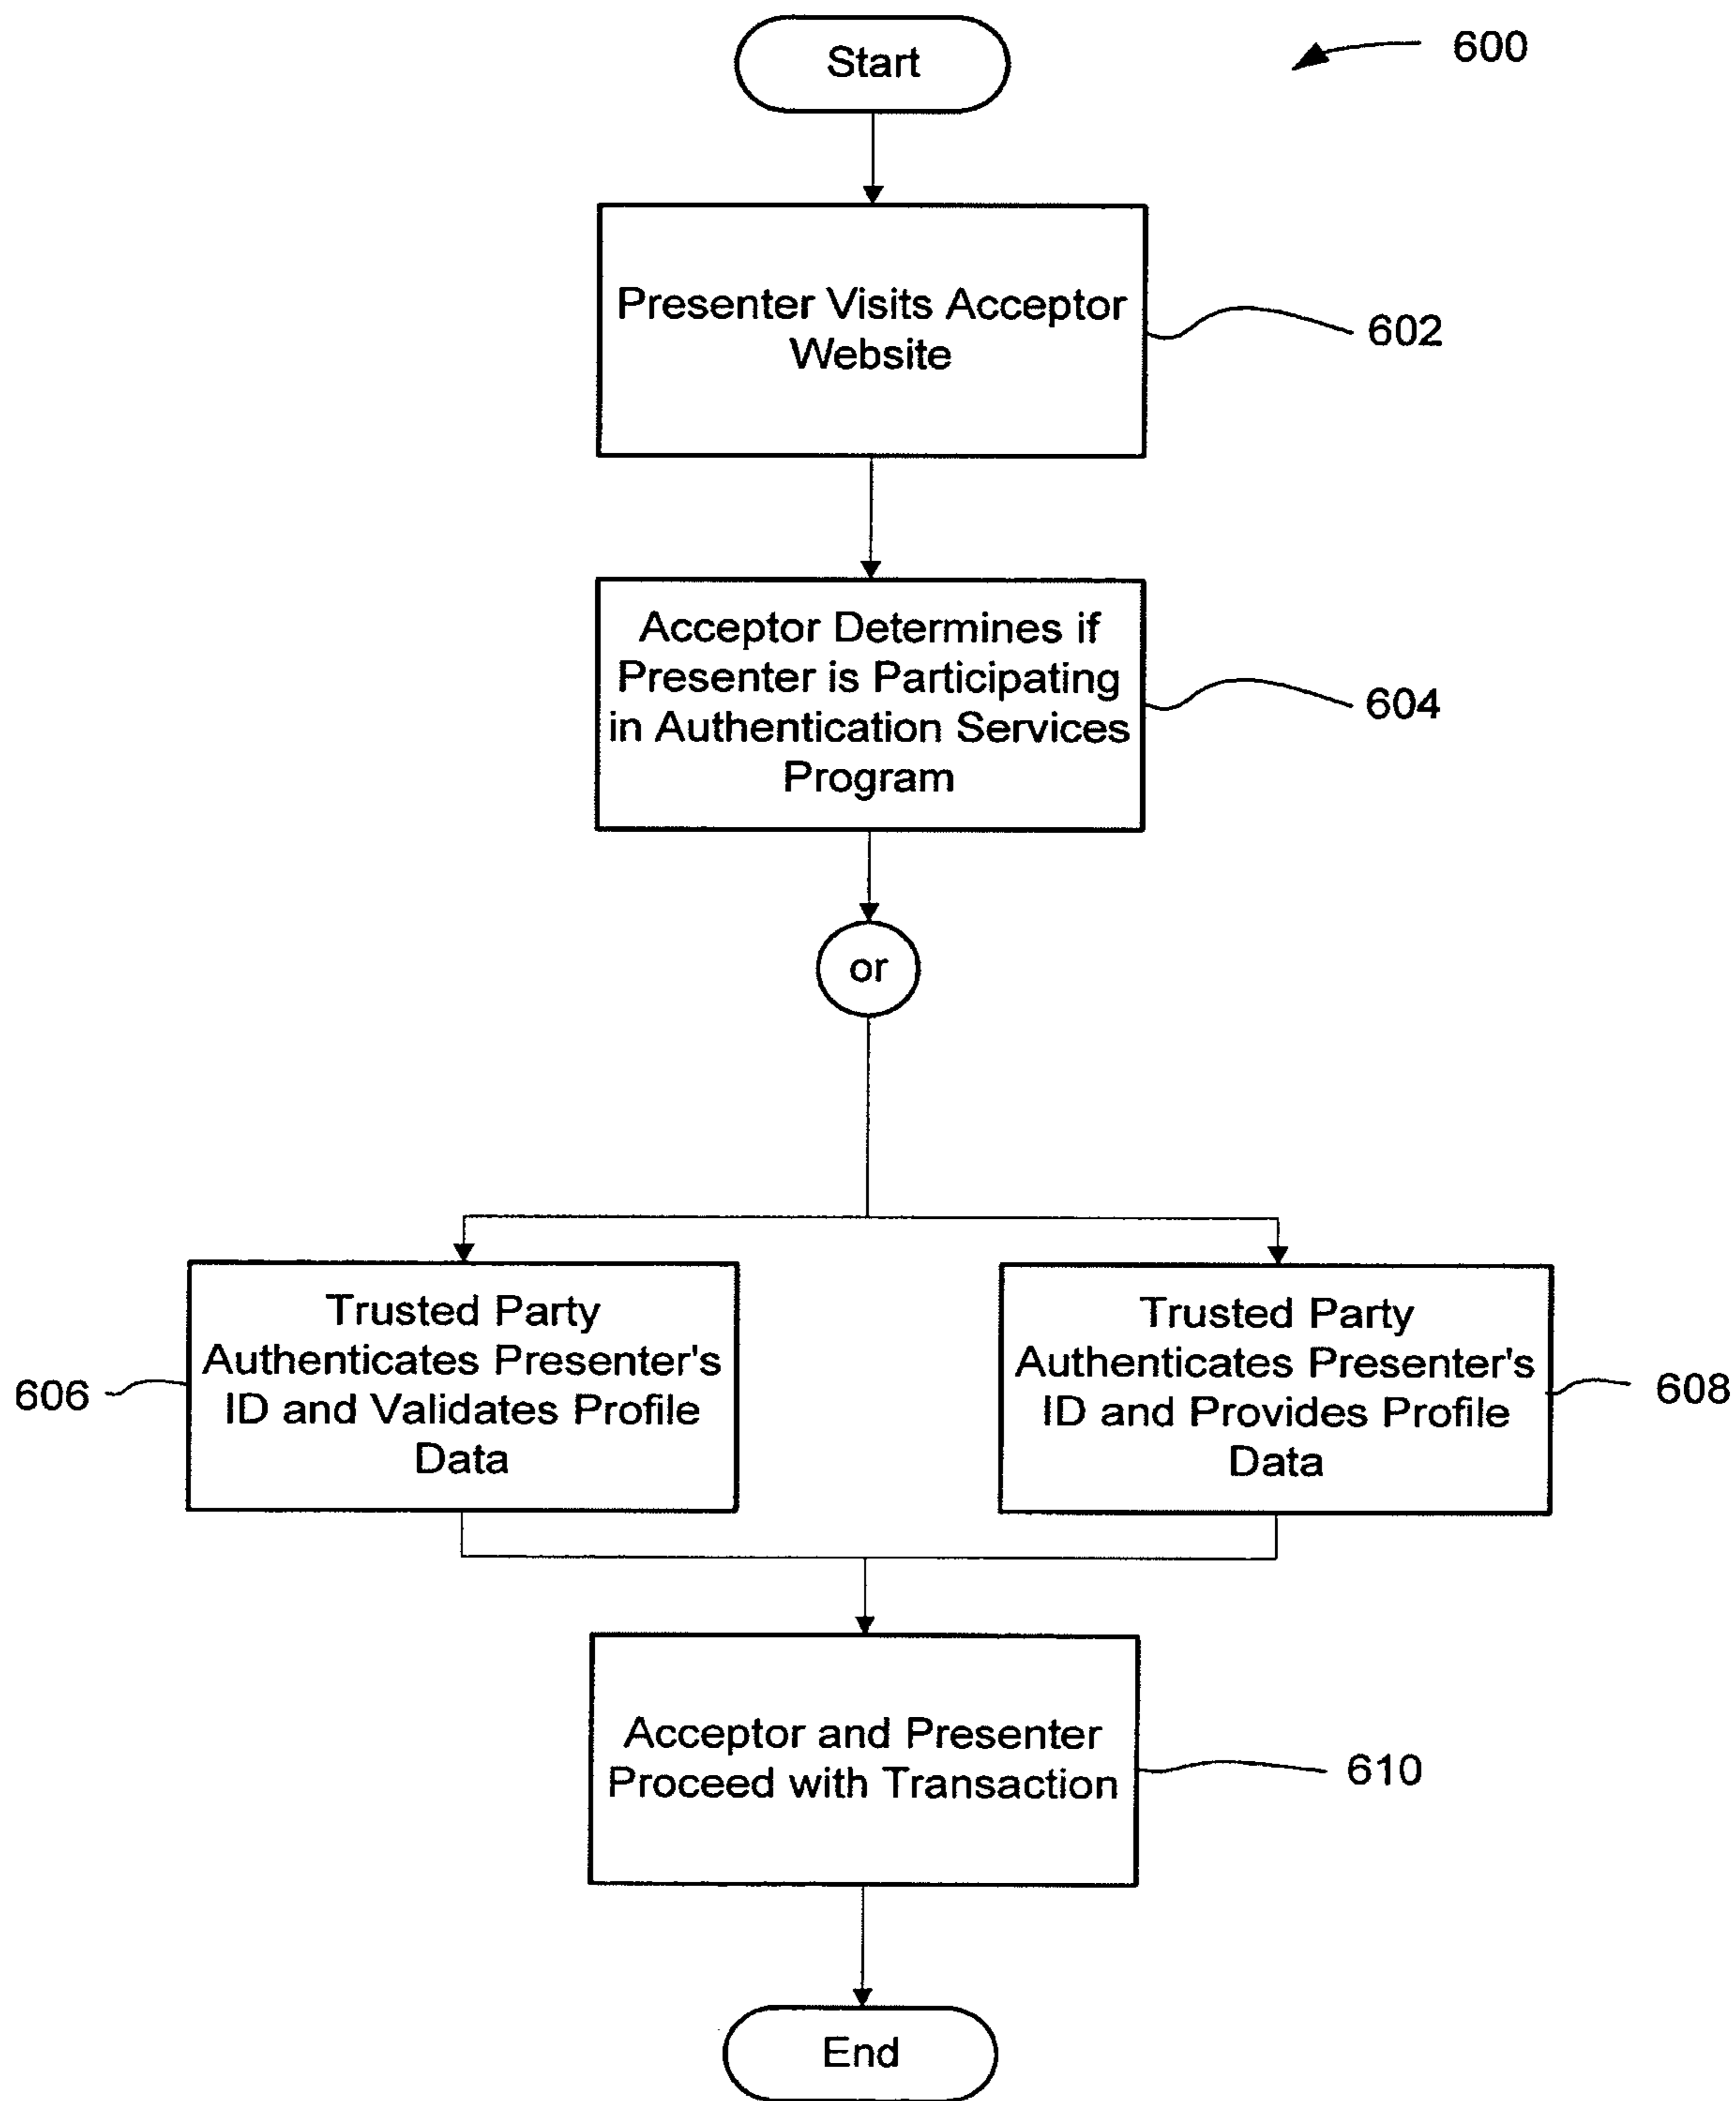 Start
600
Presenter Visits Acceptor
Website
602
Acceptor Determines if
Presenter is Participating
in Authentication Services
Program
604
or
Trusted Party
Authenticates Presenter's
ID and Validates Profile
Data
606
Trusted Party
Authenticates Presenter's
ID and Provides Profile
Data
608
Acceptor and Presenter
Proceed with Transaction
610
End